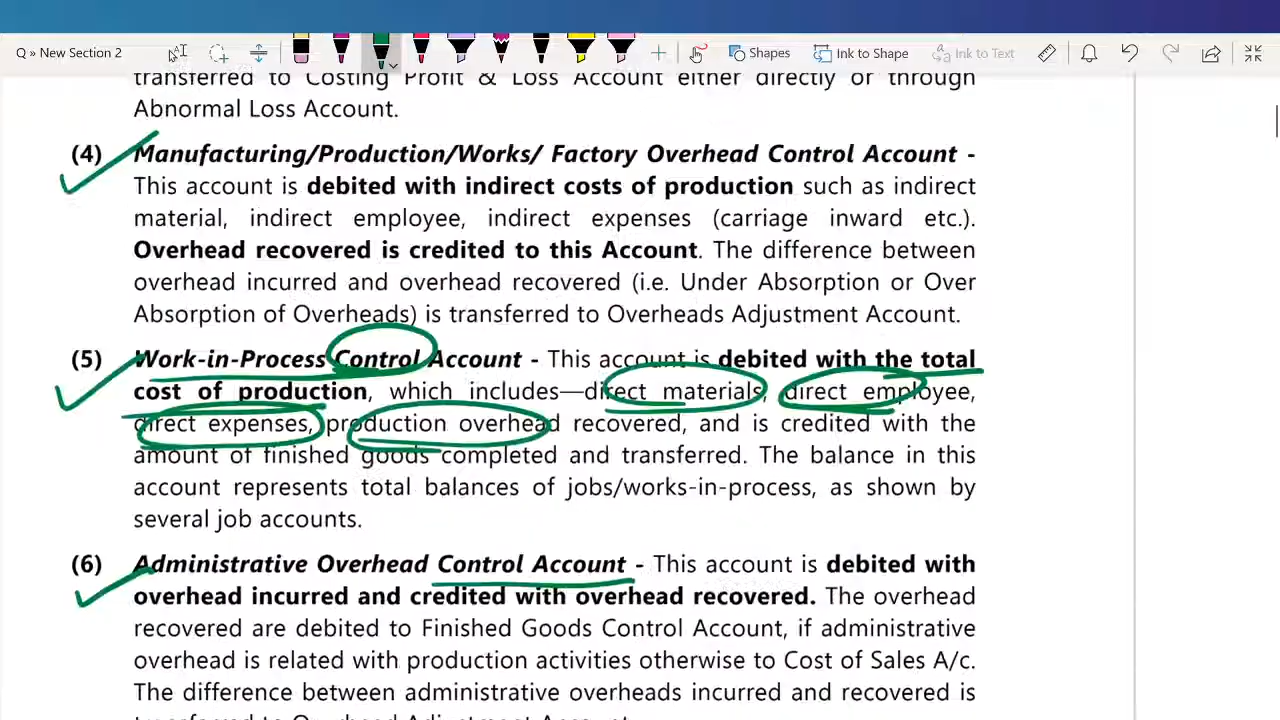 Q » New Section 2
Shapes
Ink to Shape
Ink to Text
transferred to Costing Profit & Loss Account either directly or through
Abnormal Loss Account.
(4) Manufacturing/Production/Works/ Factory Overhead Control Account -
This account is debited with indirect costs of production such as indirect
material, indirect employee, indirect expenses (carriage inward etc.).
Overhead recovered is credited to this Account. The difference between
overhead incurred and overhead recovered (i.e. Under Absorption or Over
Absorption of Overheads) is transferred to Overheads Adjustment Account.
(5) Work-in-Process Control Account - This account is debited with the total
cost of production, which includes—direct materials, direct employee,
direct expenses, production overhead recovered, and is credited with the
amount of finished goods completed and transferred. The balance in this
account represents total balances of jobs/works-in-process, as shown by
several job accounts.
(6) Administrative Overhead Control Account - This account is debited with
overhead incurred and credited with overhead recovered. The overhead
recovered are debited to Finished Goods Control Account, if administrative
overhead is related with production activities otherwise to Cost of Sales A/c.
The difference between administrative overheads incurred and recovered is
transferred to Overhead Adjustment Account.